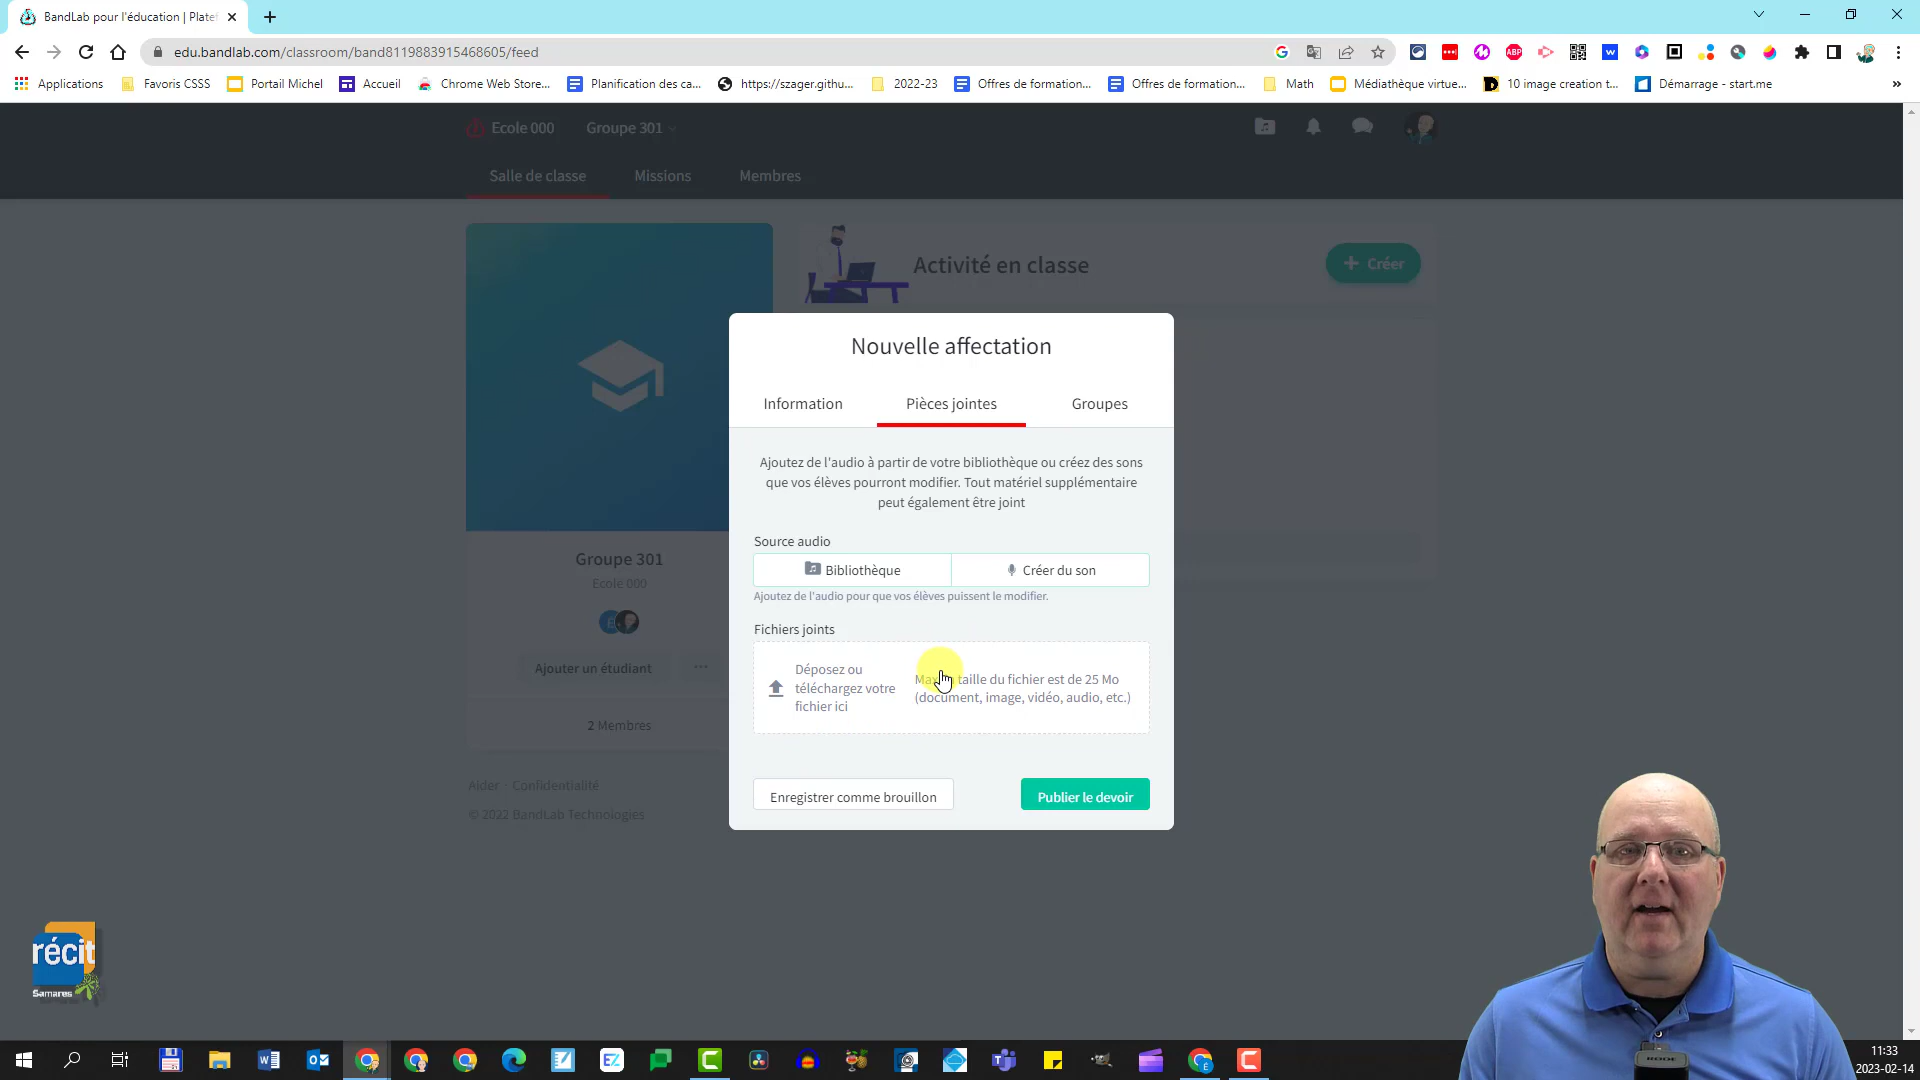 BandLab pour l'éducation | Plate
edu.bandlab.com/classroom/band8119883915468605/feed
Applications
Favoris CSSS
Portail Michel
Accueil
Chrome Web Store...
Planification des ca...
https://szager.githu...
2022-23
Offres de formation...
Offres de formation...
Math
Médiathèque virtue...
10 image creation t...
Démarrage - start.me
»
Ecole 000
Groupe 301
Salle de classe
Missions
Membres
Activité en classe
+ Créer
Nouvelle affectation
Information
Pièces jointes
Groupes
Ajoutez de l'audio à partir de votre bibliothèque ou créez des sons
que vos élèves pourront modifier. Tout matériel supplémentaire
peut également être joint
Source audio
Bibliothèque
Créer du son
Ajoutez de l'audio pour que vos élèves puissent le modifier.
Fichiers joints
Déposez ou
téléchargez votre
fichier ici
taille du fichier est de 25 Mo
(document, image, vidéo, audio, etc.)
Enregistrer comme brouillon
Publier le devoir
Groupe 301
Ecole 000
Ajouter un étudiant
...
2 Membres
Aider · Confidentialité
© 2022 BandLab Technologies
récit
Samares
RODE
11:33
2023-02-14